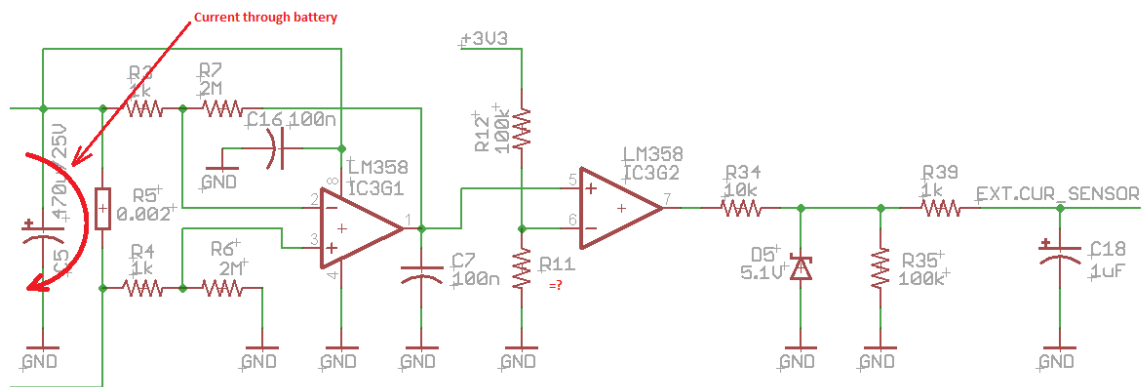 Current through battery
+3V3
R3
1k
R7
2M
C16
100n
GND
470u/25V
C5
R5
0.002
R4
1k
R6
2M
LM358
IC3G1
8
2
3
1
4
C7
100n
R12
100k
R11
=?
LM358
IC3G2
5
6
7
R34
10k
R39
1k
EXT.CUR_SENSOR
D5
5.1V
R35
100k
C18
1uF
GND
GND
GND
GND
GND
GND
GND
GND